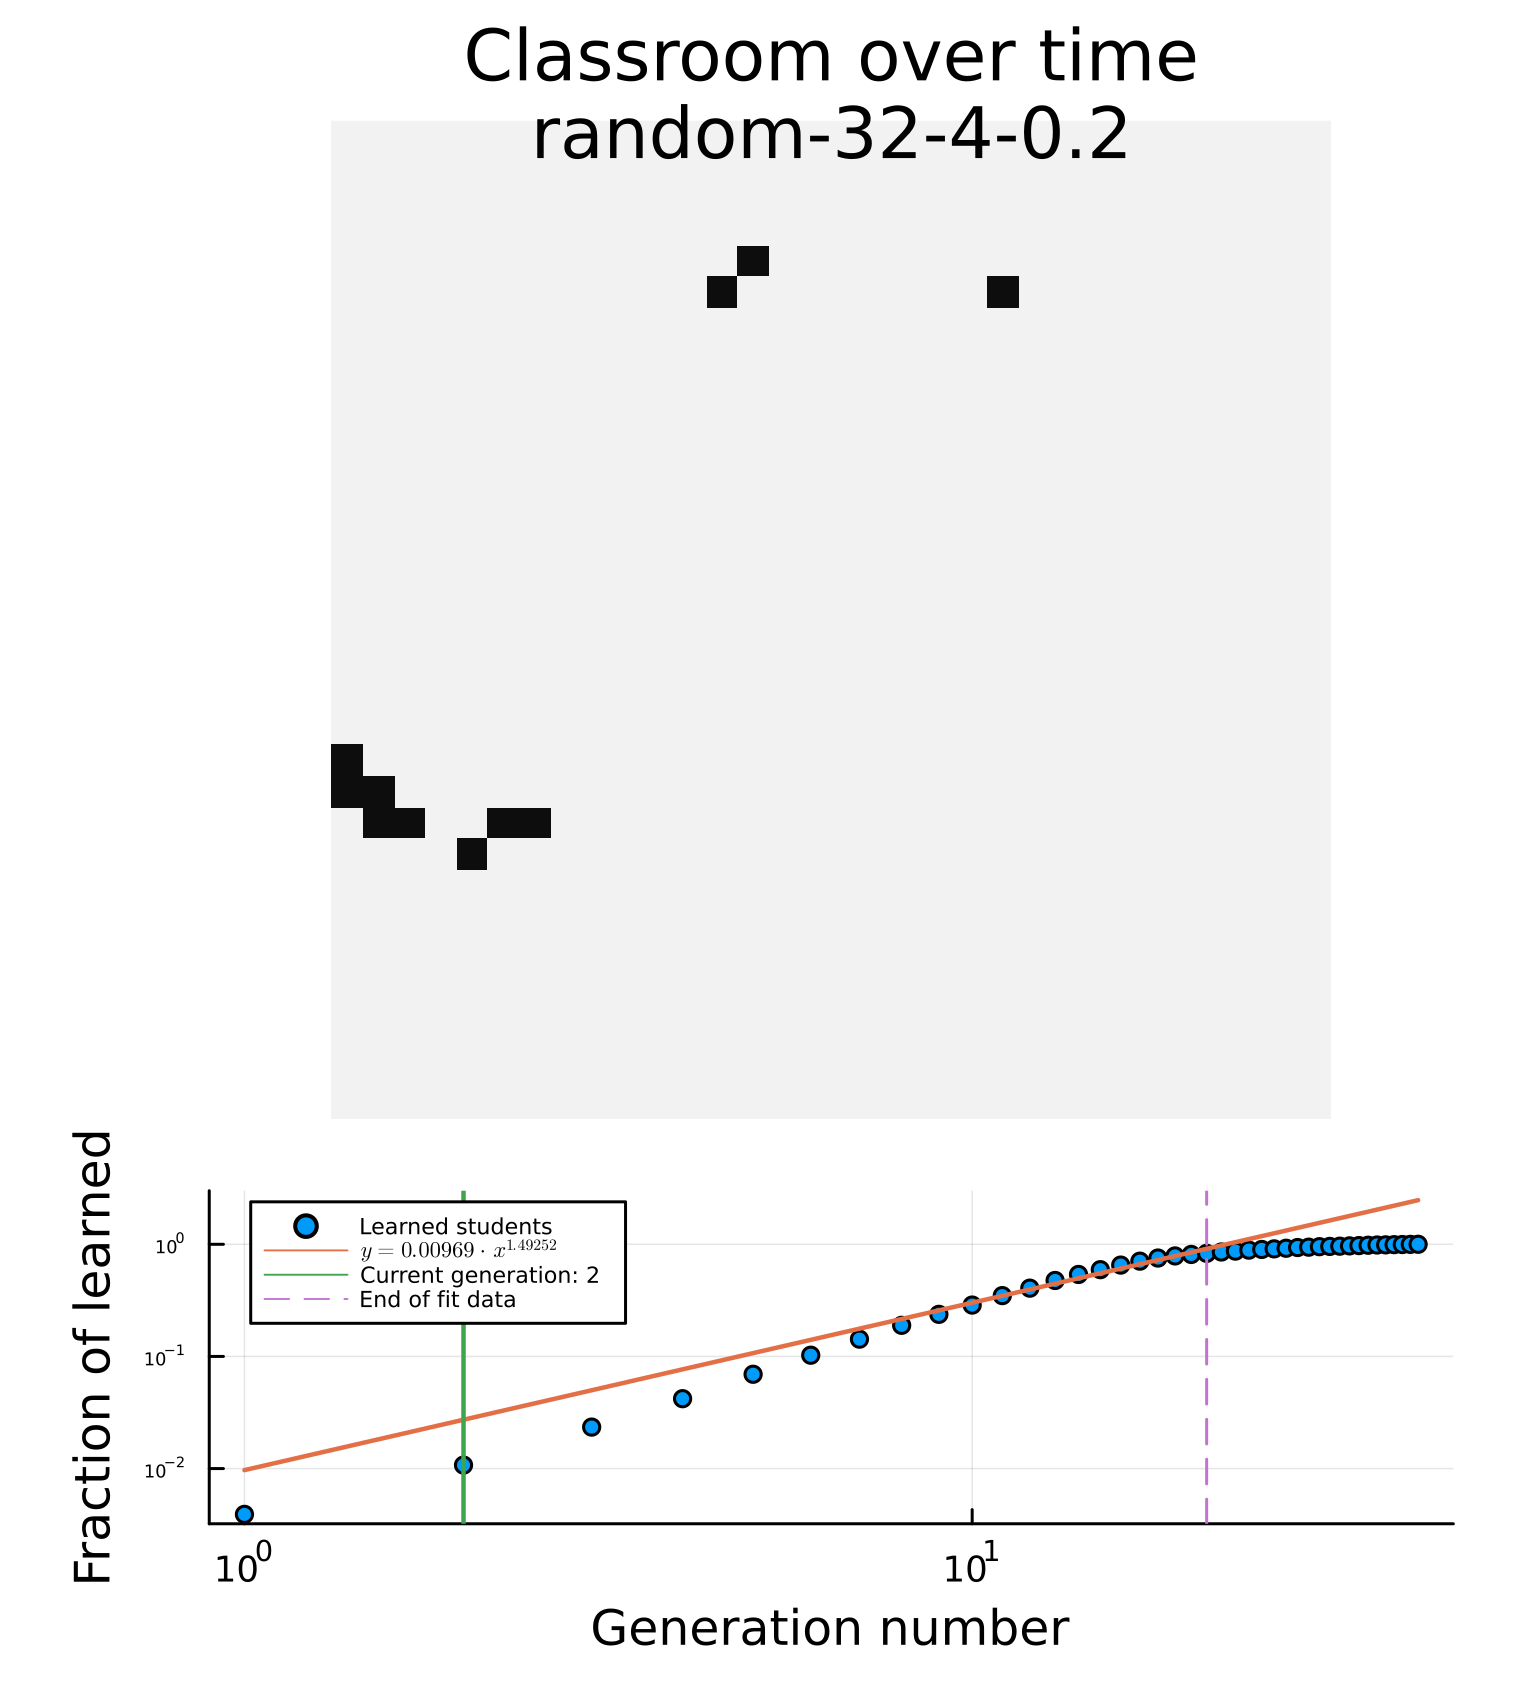 Classroom over time
random-32-4-0.2
Fraction of learned
10^0
10^-1
10^-2
Learned students
y = 0.00969 · x^1.49252
Current generation: 2
End of fit data
10^0
10^1
Generation number